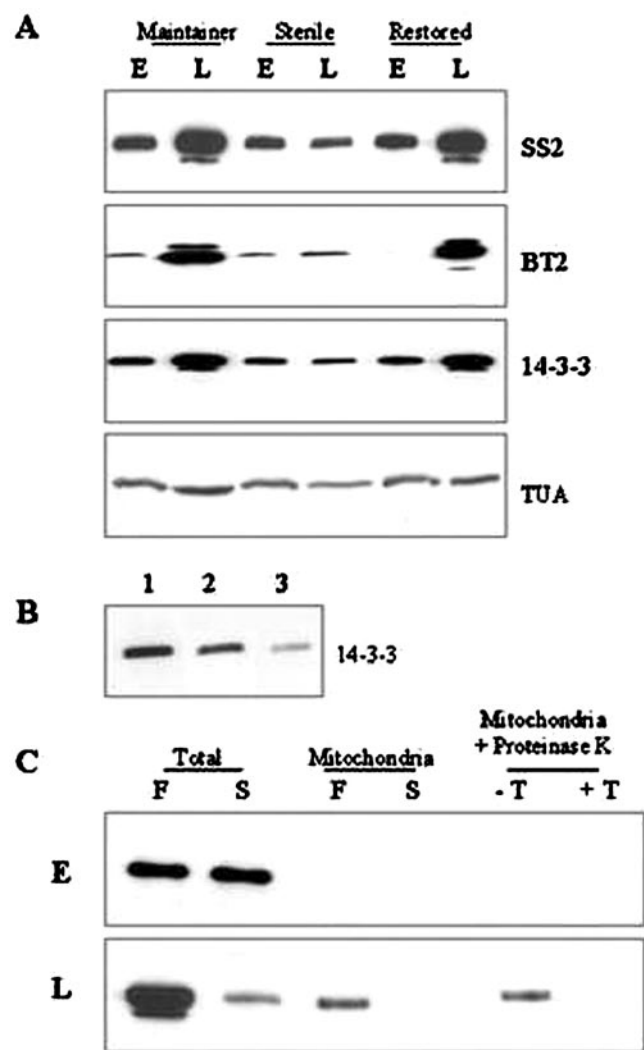 A
Maintainer Sterile Restored
E L E L E L
SS2
BT2
14-3-3
TUA
B
1 2 3
14-3-3
C
Total Mitochondria Mitochondria + Proteinase K
F S F S - T + T
E
L